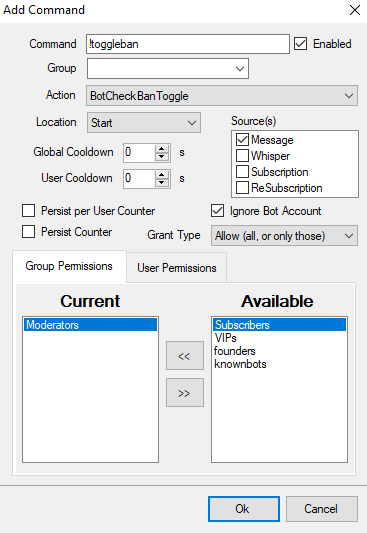 Add Command
Command !toggleban Enabled
Group
Action BotCheckBanToggle
Location Start Source(s)
Message
Whisper
Subscription
ReSubscription
Global Cooldown 0 s
User Cooldown 0 s
Persist per User Counter Ignore Bot Account
Persist Counter Grant Type Allow (all, or only those)
Group Permissions User Permissions
Current Available
Moderators Subscribers
VIPs
founders
knownbots
<<
>>
Ok Cancel